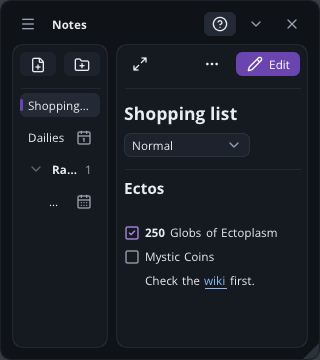 Notes
Edit
Shopping...
Dailies
Ra... 1
...
Shopping list
Normal
Ectos
250 Globs of Ectoplasm
Mystic Coins
Check the wiki first.